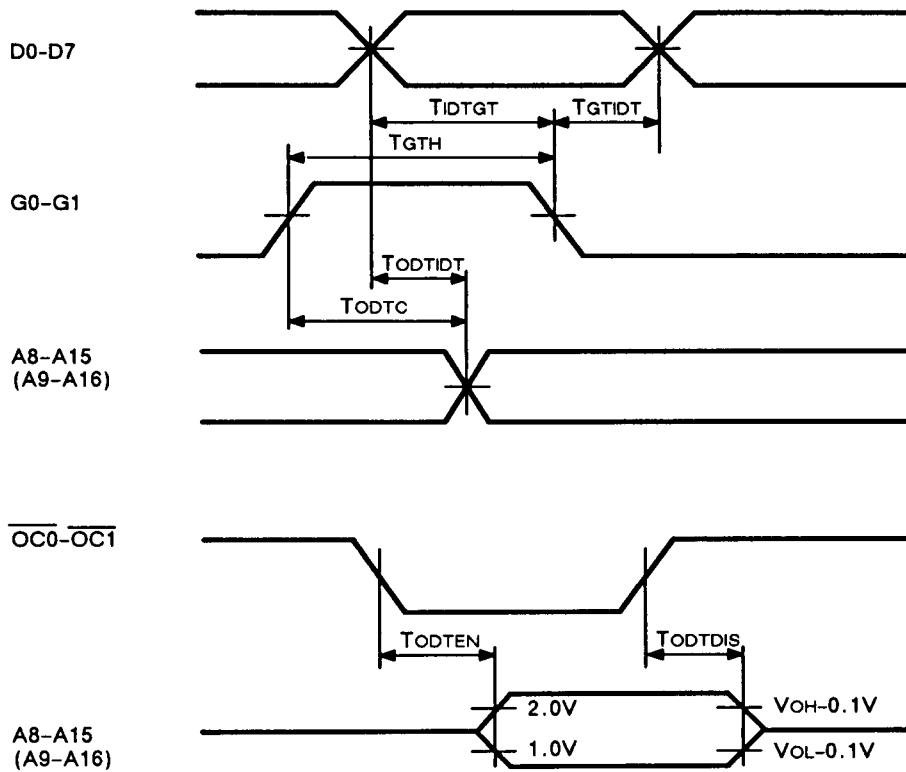 D0-D7
TIDTGT
TGTIDT
TGTH
G0-G1
TODTIDT
TODTC
A8-A15
(A9-A16)
OC0-OC1
TODTEN
TODTDIS
2.0V
VOH-0.1V
A8-A15
(A9-A16)
1.0V
VOL-0.1V